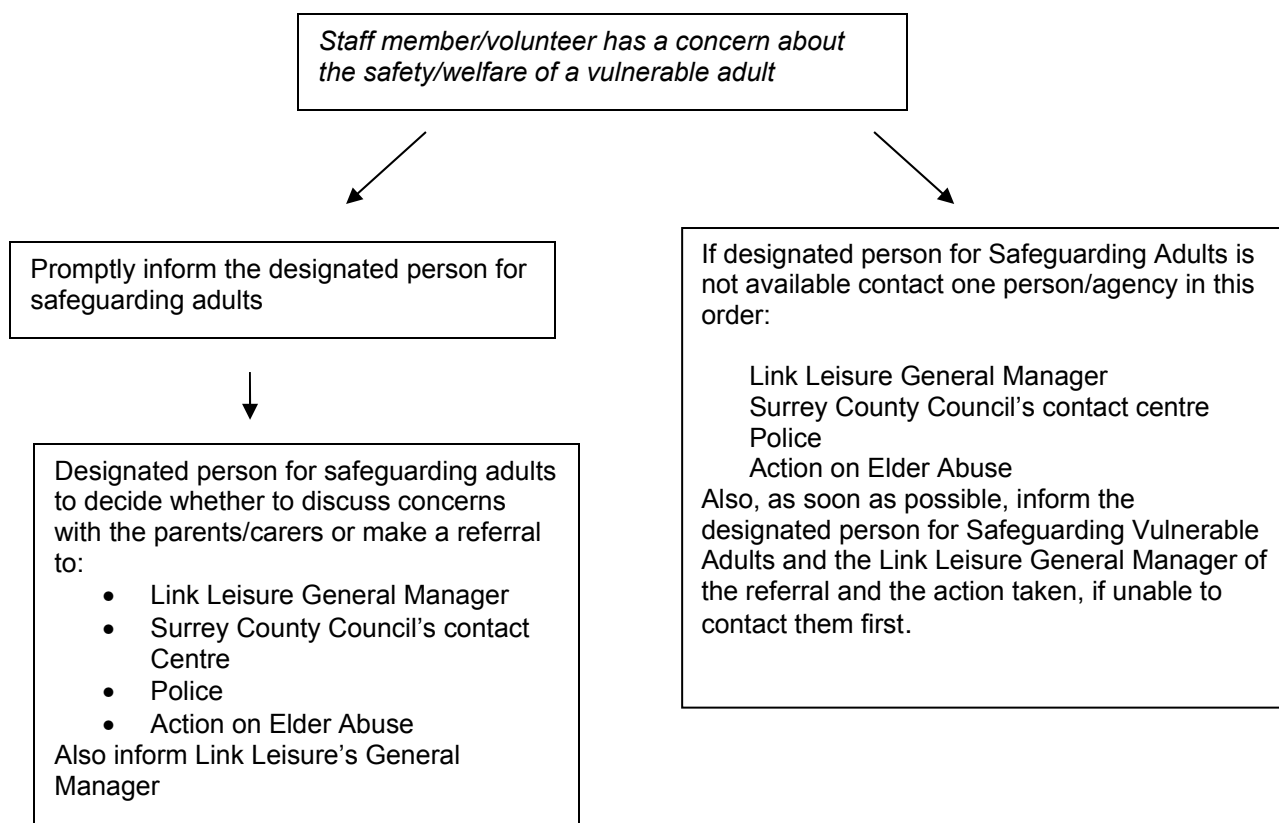 Staff member/volunteer has a concern about
the safety/welfare of a vulnerable adult
Promptly inform the designated person for
safeguarding adults
Designated person for safeguarding adults
to decide whether to discuss concerns
with the parents/carers or make a referral
to:
• Link Leisure General Manager
• Surrey County Council’s contact
Centre
• Police
• Action on Elder Abuse
Also inform Link Leisure’s General
Manager
If designated person for Safeguarding Adults is
not available contact one person/agency in this
order:
Link Leisure General Manager
Surrey County Council’s contact centre
Police
Action on Elder Abuse
Also, as soon as possible, inform the
designated person for Safeguarding Vulnerable
Adults and the Link Leisure General Manager of
the referral and the action taken, if unable to
contact them first.